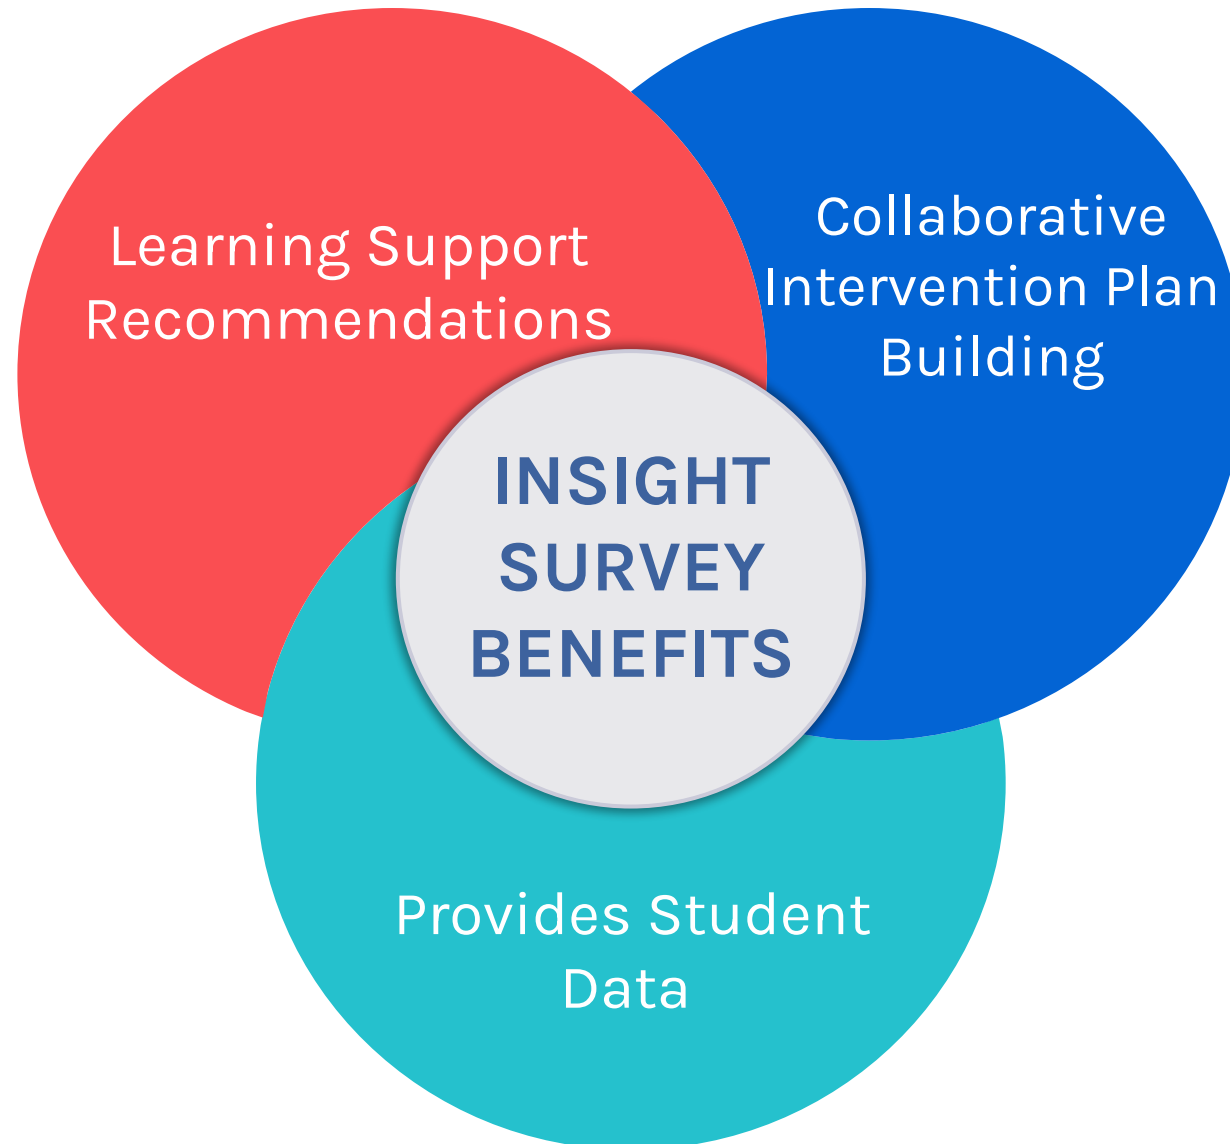 Learning Support
Recommendations
Collaborative
Intervention Plan
Building
INSIGHT
SURVEY
BENEFITS
Provides Student
Data